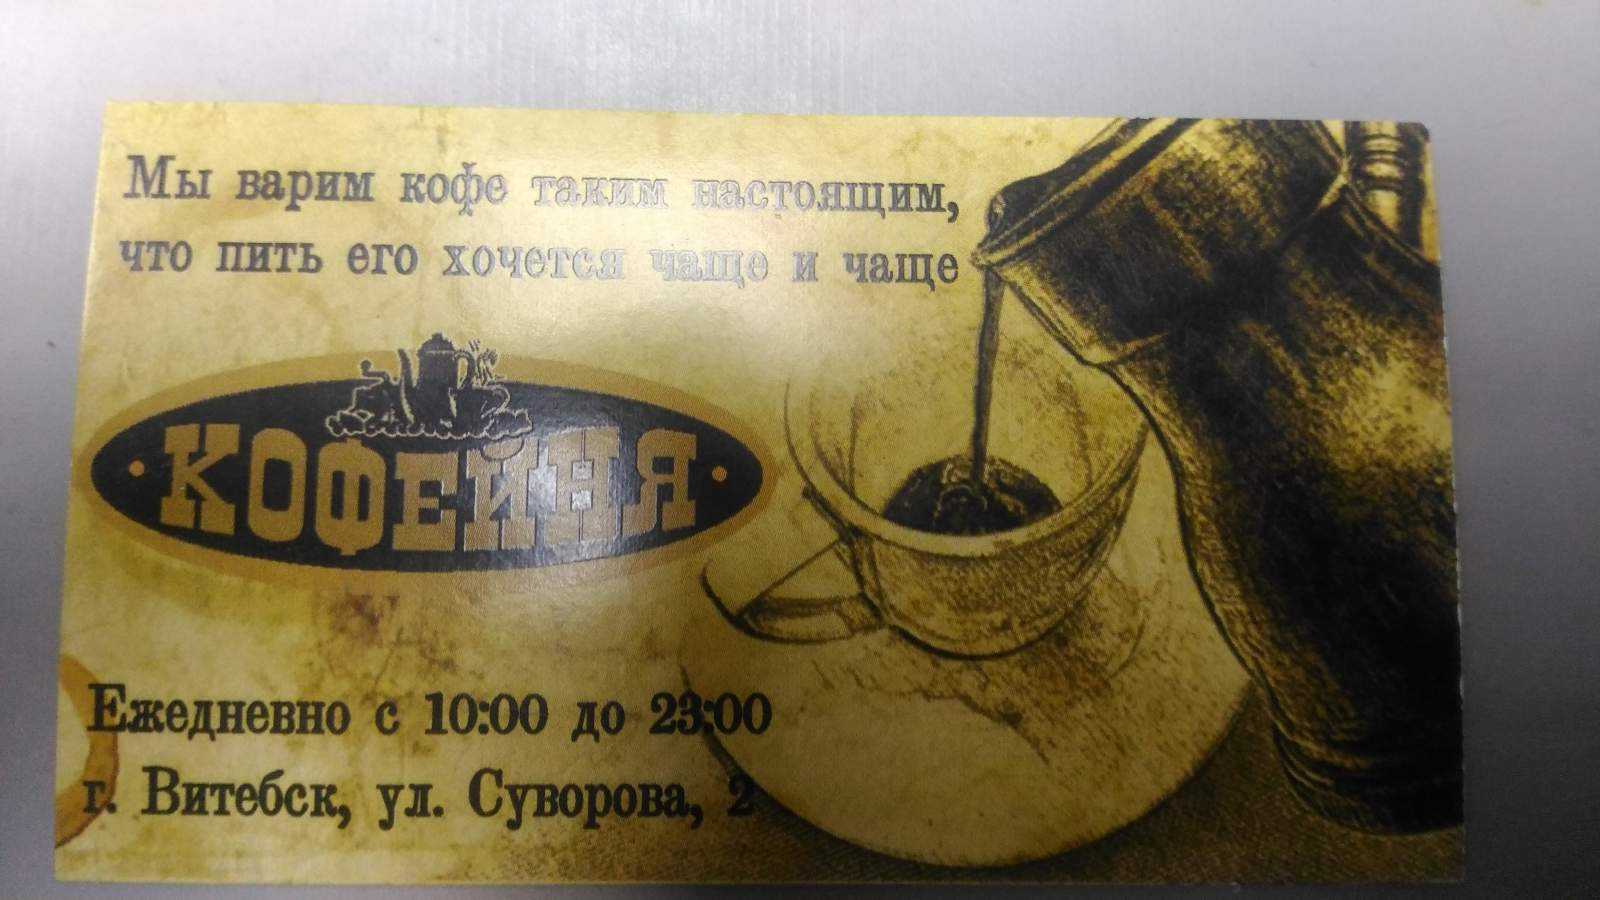 Мы варим кофе таким настоящим,
что пить его хочется чаще и чаще
КОФЕЙНЯ
Ежедневно с 10:00 до 23:00
г. Витебск, ул. Суворова, 2